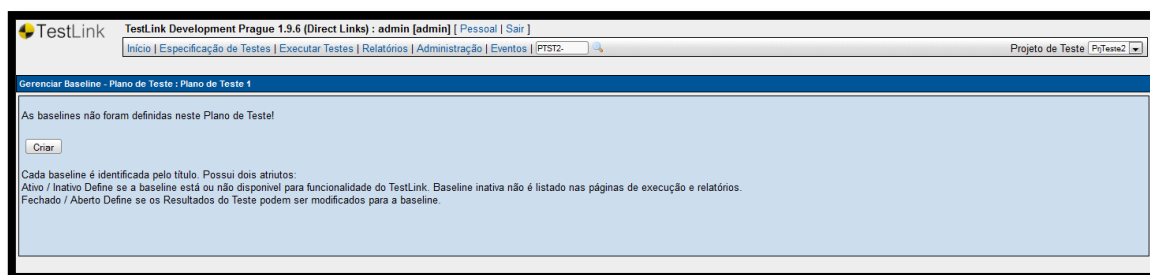 TestLink
TestLink Development Prague 1.9.6 (Direct Links) : admin [admin] [ Pessoal | Sair ]
Início | Especificação de Testes | Executar Testes | Relatórios | Administração | Eventos | PTST2-
Projeto de Teste PrjTeste2
Gerenciar Baseline - Plano de Teste : Plano de Teste 1
As baselines não foram definidas neste Plano de Teste!
Criar
Cada baseline é identificada pelo título. Possui dois atriutos:
Ativo / Inativo Define se a baseline está ou não disponivel para funcionalidade do TestLink. Baseline inativa não é listado nas páginas de execução e relatórios.
Fechado / Aberto Define se os Resultados do Teste podem ser modificados para a baseline.